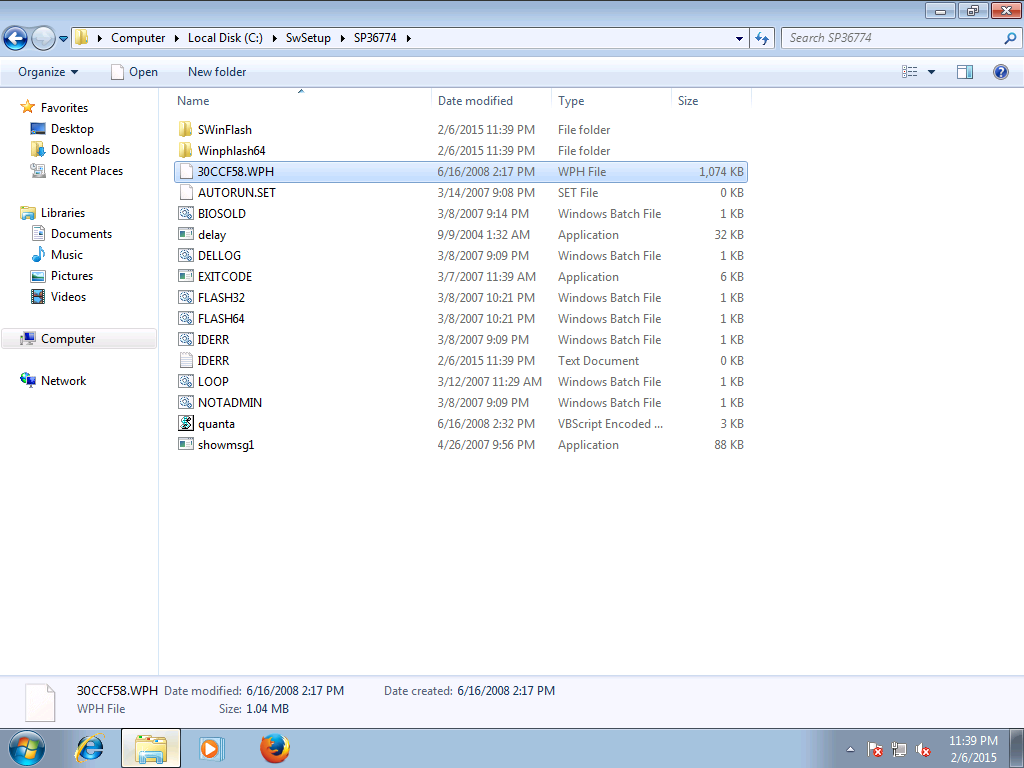 Computer Local Disk (C:) SwSetup SP36774 Search SP36774
Organize Open New folder
Name Date modified Type Size
Favorites
Desktop
Downloads
Recent Places
Libraries
Documents
Music
Pictures
Videos
Computer
Network
SWinFlash 2/6/2015 11:39 PM File folder
Winphlash64 2/6/2015 11:39 PM File folder
30CCF58.WPH 6/16/2008 2:17 PM WPH File 1,074 KB
AUTORUN.SET 3/14/2007 9:08 PM SET File 0 KB
BIOSOLD 3/8/2007 9:14 PM Windows Batch File 1 KB
delay 9/9/2004 1:32 AM Application 32 KB
DELLOG 3/8/2007 9:09 PM Windows Batch File 1 KB
EXITCODE 3/7/2007 11:39 AM Application 6 KB
FLASH32 3/8/2007 10:21 PM Windows Batch File 1 KB
FLASH64 3/8/2007 10:21 PM Windows Batch File 1 KB
IDERR 3/8/2007 9:09 PM Windows Batch File 1 KB
IDERR 2/6/2015 11:39 PM Text Document 0 KB
LOOP 3/12/2007 11:29 AM Windows Batch File 1 KB
NOTADMIN 3/8/2007 9:09 PM Windows Batch File 1 KB
quanta 6/16/2008 2:32 PM VBScript Encoded ... 3 KB
showmsg1 4/26/2007 9:56 PM Application 88 KB
30CCF58.WPH Date modified: 6/16/2008 2:17 PM Date created: 6/16/2008 2:17 PM
WPH File Size: 1.04 MB
11:39 PM
2/6/2015